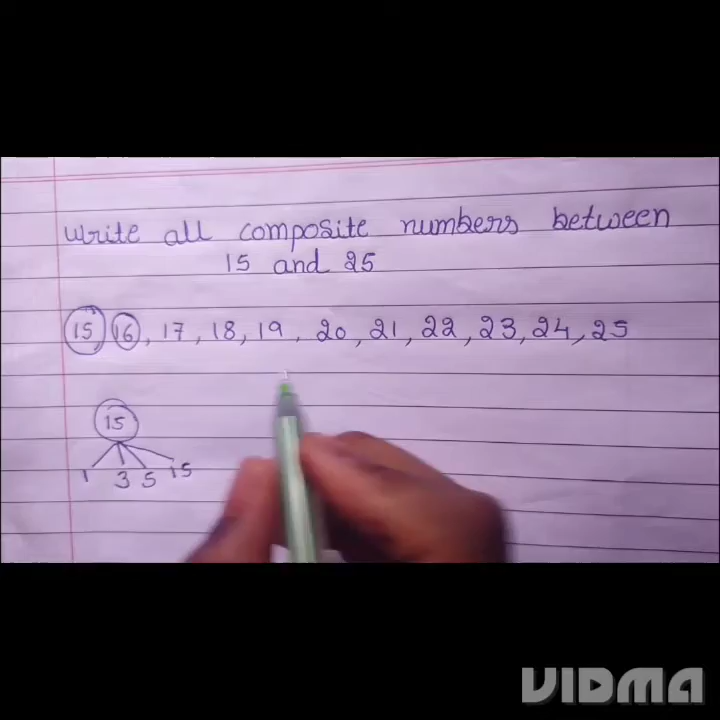 write all composite numbers between
15 and 25
15, 16, 17, 18, 19, 20, 21, 22, 23, 24, 25
15
1 3 5 15
VIDMA